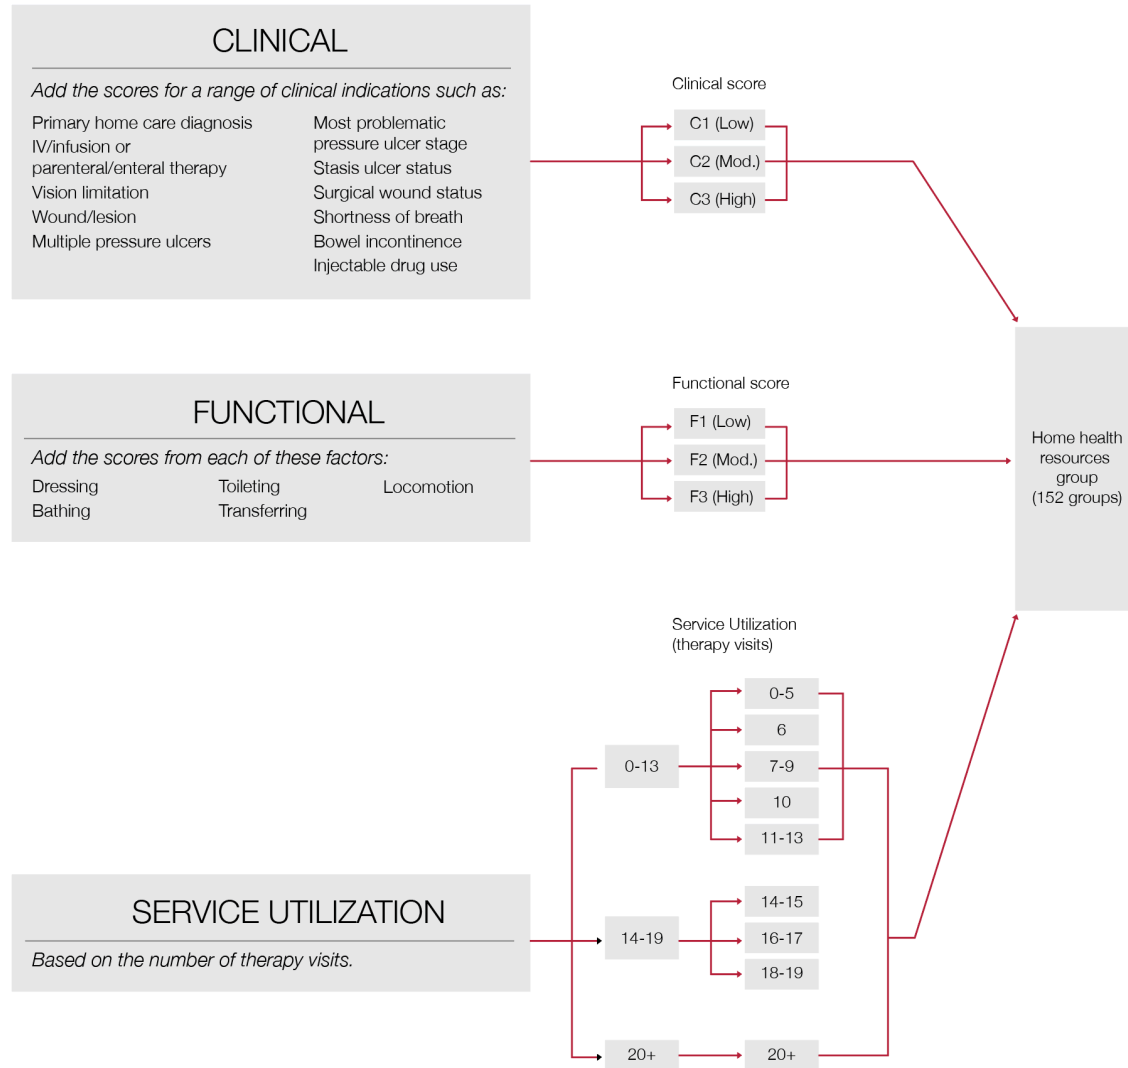 CLINICAL
Add the scores for a range of clinical indications such as:
Primary home care diagnosis
IV/infusion or
parenteral/enteral therapy
Vision limitation
Wound/lesion
Multiple pressure ulcers
Most problematic
pressure ulcer stage
Stasis ulcer status
Surgical wound status
Shortness of breath
Bowel incontinence
Injectable drug use
Clinical score
C1 (Low)
C2 (Mod.)
C3 (High)
FUNCTIONAL
Add the scores from each of these factors:
Dressing
Bathing
Toileting
Transferring
Locomotion
Functional score
F1 (Low)
F2 (Mod.)
F3 (High)
Home health
resources
group
(152 groups)
SERVICE UTILIZATION
Based on the number of therapy visits.
Service Utilization
(therapy visits)
0-13
0-5
6
7-9
10
11-13
14-19
14-15
16-17
18-19
20+
20+